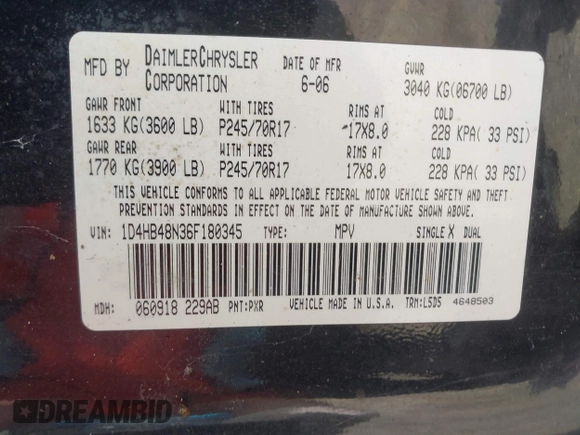 MFD BY DAIMLERCHRYSLER CORPORATION DATE OF MFR 6-06 GVWR 3040 KG(06700 LB)
GAWR FRONT WITH TIRES RIMS AT COLD
1633 KG(3600 LB) P245/70R17 17X8.0 228 KPA( 33 PSI)
GAWR REAR WITH TIRES RIMS AT COLD
1770 KG(3900 LB) P245/70R17 17X8.0 228 KPA( 33 PSI)
THIS VEHICLE CONFORMS TO ALL APPLICABLE FEDERAL MOTOR VEHICLE SAFETY AND THEFT
PREVENTION STANDARDS IN EFFECT ON THE DATE OF MANUFACTURE SHOWN ABOVE.
VIN: 1D4HB48N36F180345 TYPE: MPV SINGLE X DUAL
MDH: 060918 229AB PNT:PXR VEHICLE MADE IN U.S.A. TRM:L5D5 4648503
DREAMBID